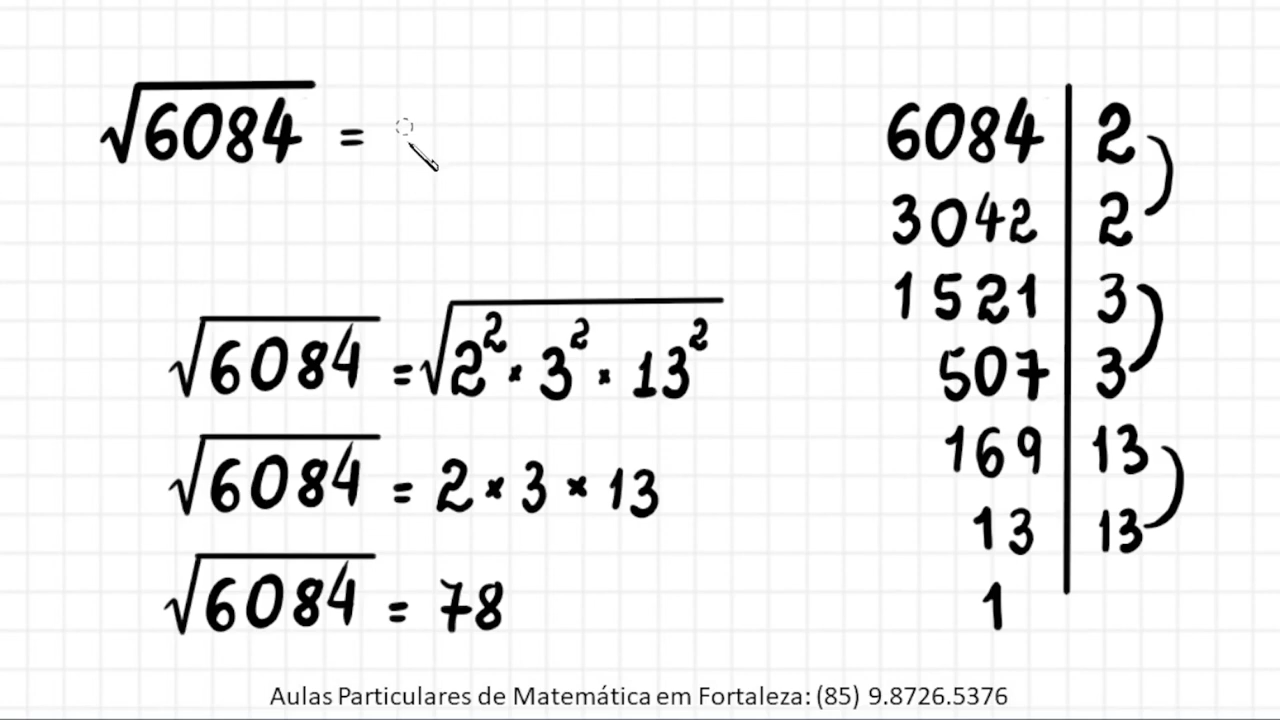 √6084 =
√6084 = √2² × 3² × 13²
√6084 = 2 × 3 × 13
√6084 = 78
6084 | 2
3042 | 2
1521 | 3
507 | 3
169 | 13
13 | 13
1
Aulas Particulares de Matemática em Fortaleza: (85) 9.8726.5376